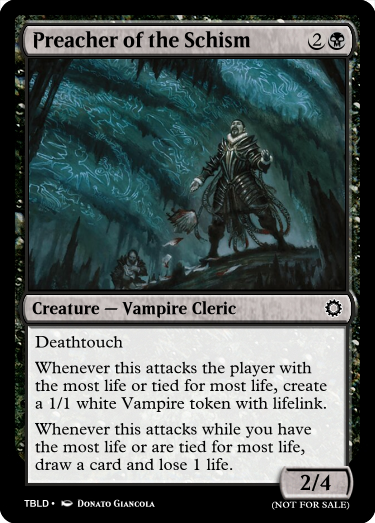 Preacher of the Schism 2
Creature — Vampire Cleric
Deathtouch
Whenever this attacks the player with
the most life or tied for most life, create
a 1/1 white Vampire token with lifelink.
Whenever this attacks while you have
the most life or are tied for most life,
draw a card and lose 1 life.
2/4
TBLD • Donato Giancola
(NOT FOR SALE)